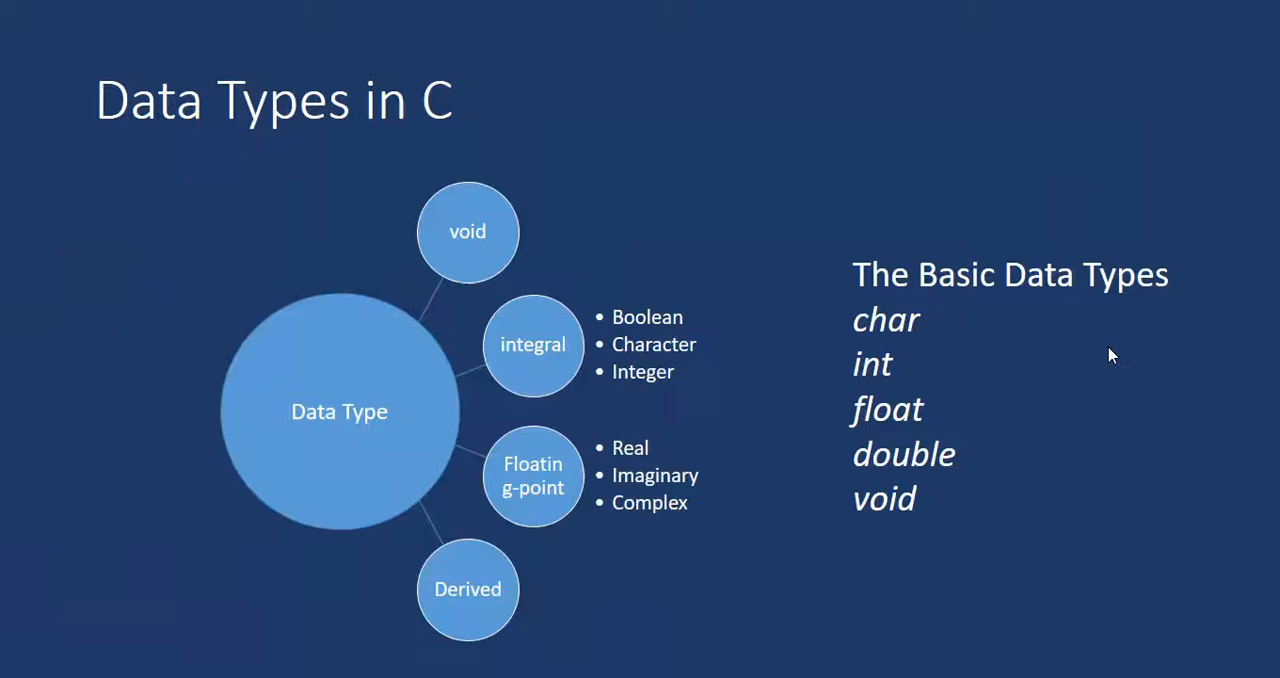 Data Types in C
void
integral
• Boolean
• Character
• Integer
Data Type
Floatin
g-point
• Real
• Imaginary
• Complex
Derived
The Basic Data Types
char
int
float
double
void